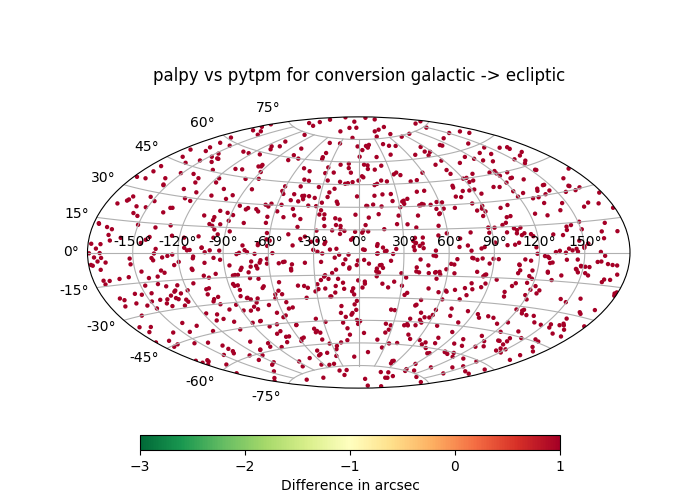 palpy vs pytpm for conversion galactic -> ecliptic
75°
60°
45°
30°
15°
0°
-150° -120° -90° -60° -30° 0° 30° 60° 90° 120° 150°
-15°
-30°
-45°
-60°
-75°
−3 −2 −1 0 1
Difference in arcsec